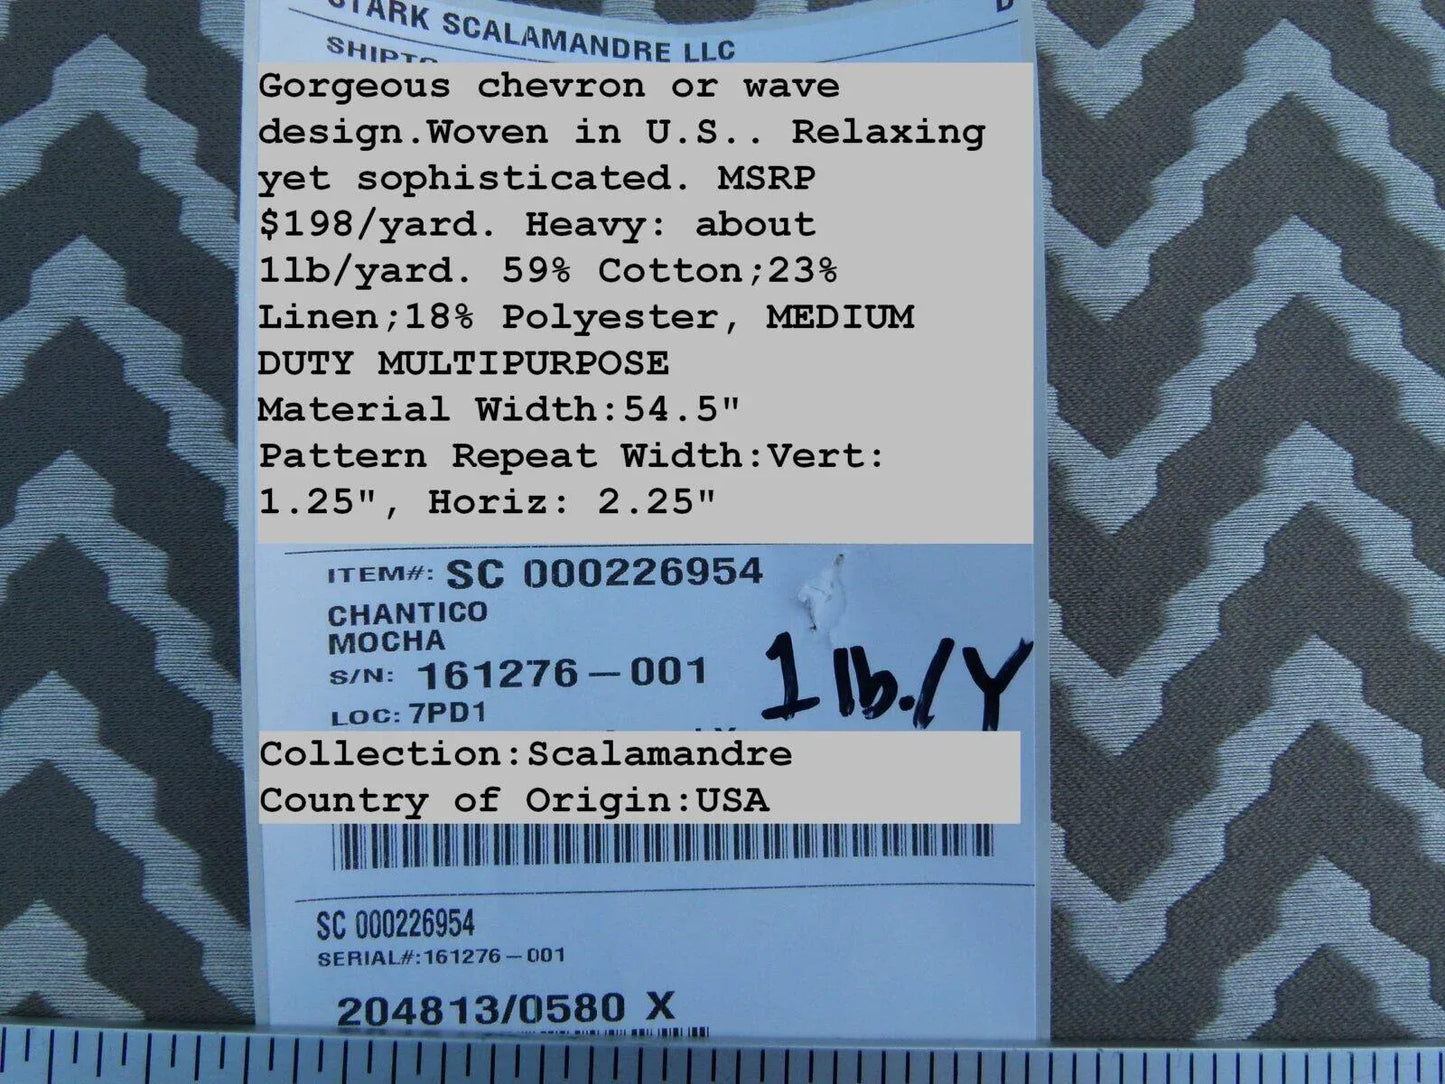 STARK SCALAMANDRE LLC
D
SHIPTO
Gorgeous chevron or wave
design.Woven in U.S.. Relaxing
yet sophisticated. MSRP
$198/yard. Heavy: about
1lb/yard. 59% Cotton;23%
Linen;18% Polyester, MEDIUM
DUTY MULTIPURPOSE
Material Width:54.5"
Pattern Repeat Width:Vert:
1.25", Horiz: 2.25"
ITEM#: SC 000226954
CHANTICO
MOCHA
S/N: 161276-001
1 lb./Y
LOC: 7PD1
Collection:Scalamandre
Country of Origin:USA
SC 000226954
SERIAL#:161276-001
204813/0580 X